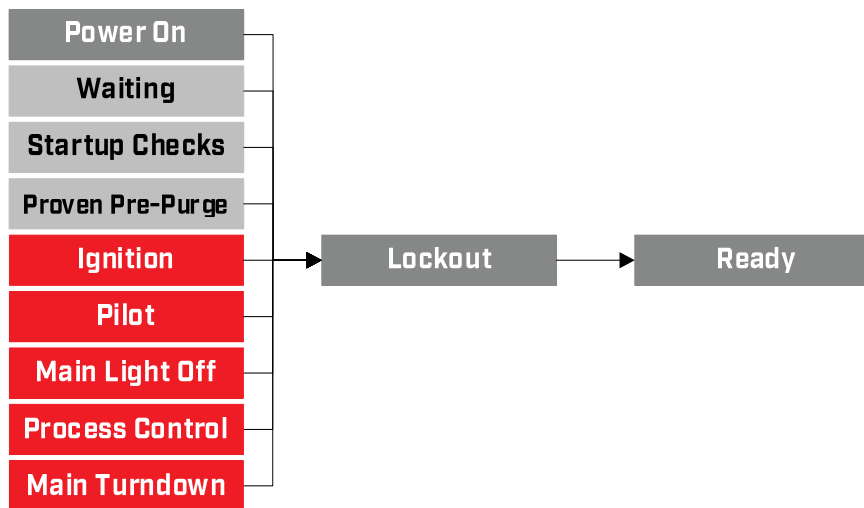 Power On
Waiting
Startup Checks
Proven Pre-Purge
Ignition
Pilot
Main Light Off
Process Control
Main Turndown
Lockout
Ready